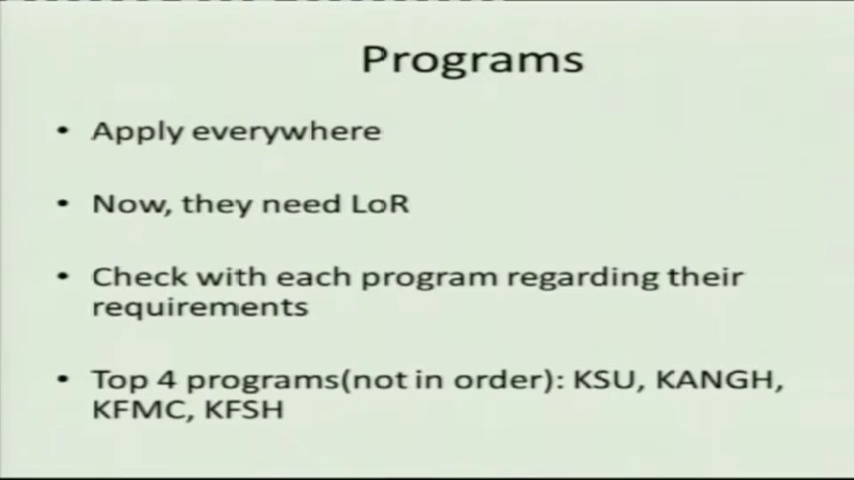 Programs
• Apply everywhere
• Now, they need LoR
• Check with each program regarding their
requirements
• Top 4 programs(not in order): KSU, KANGH,
KFMC, KFSH